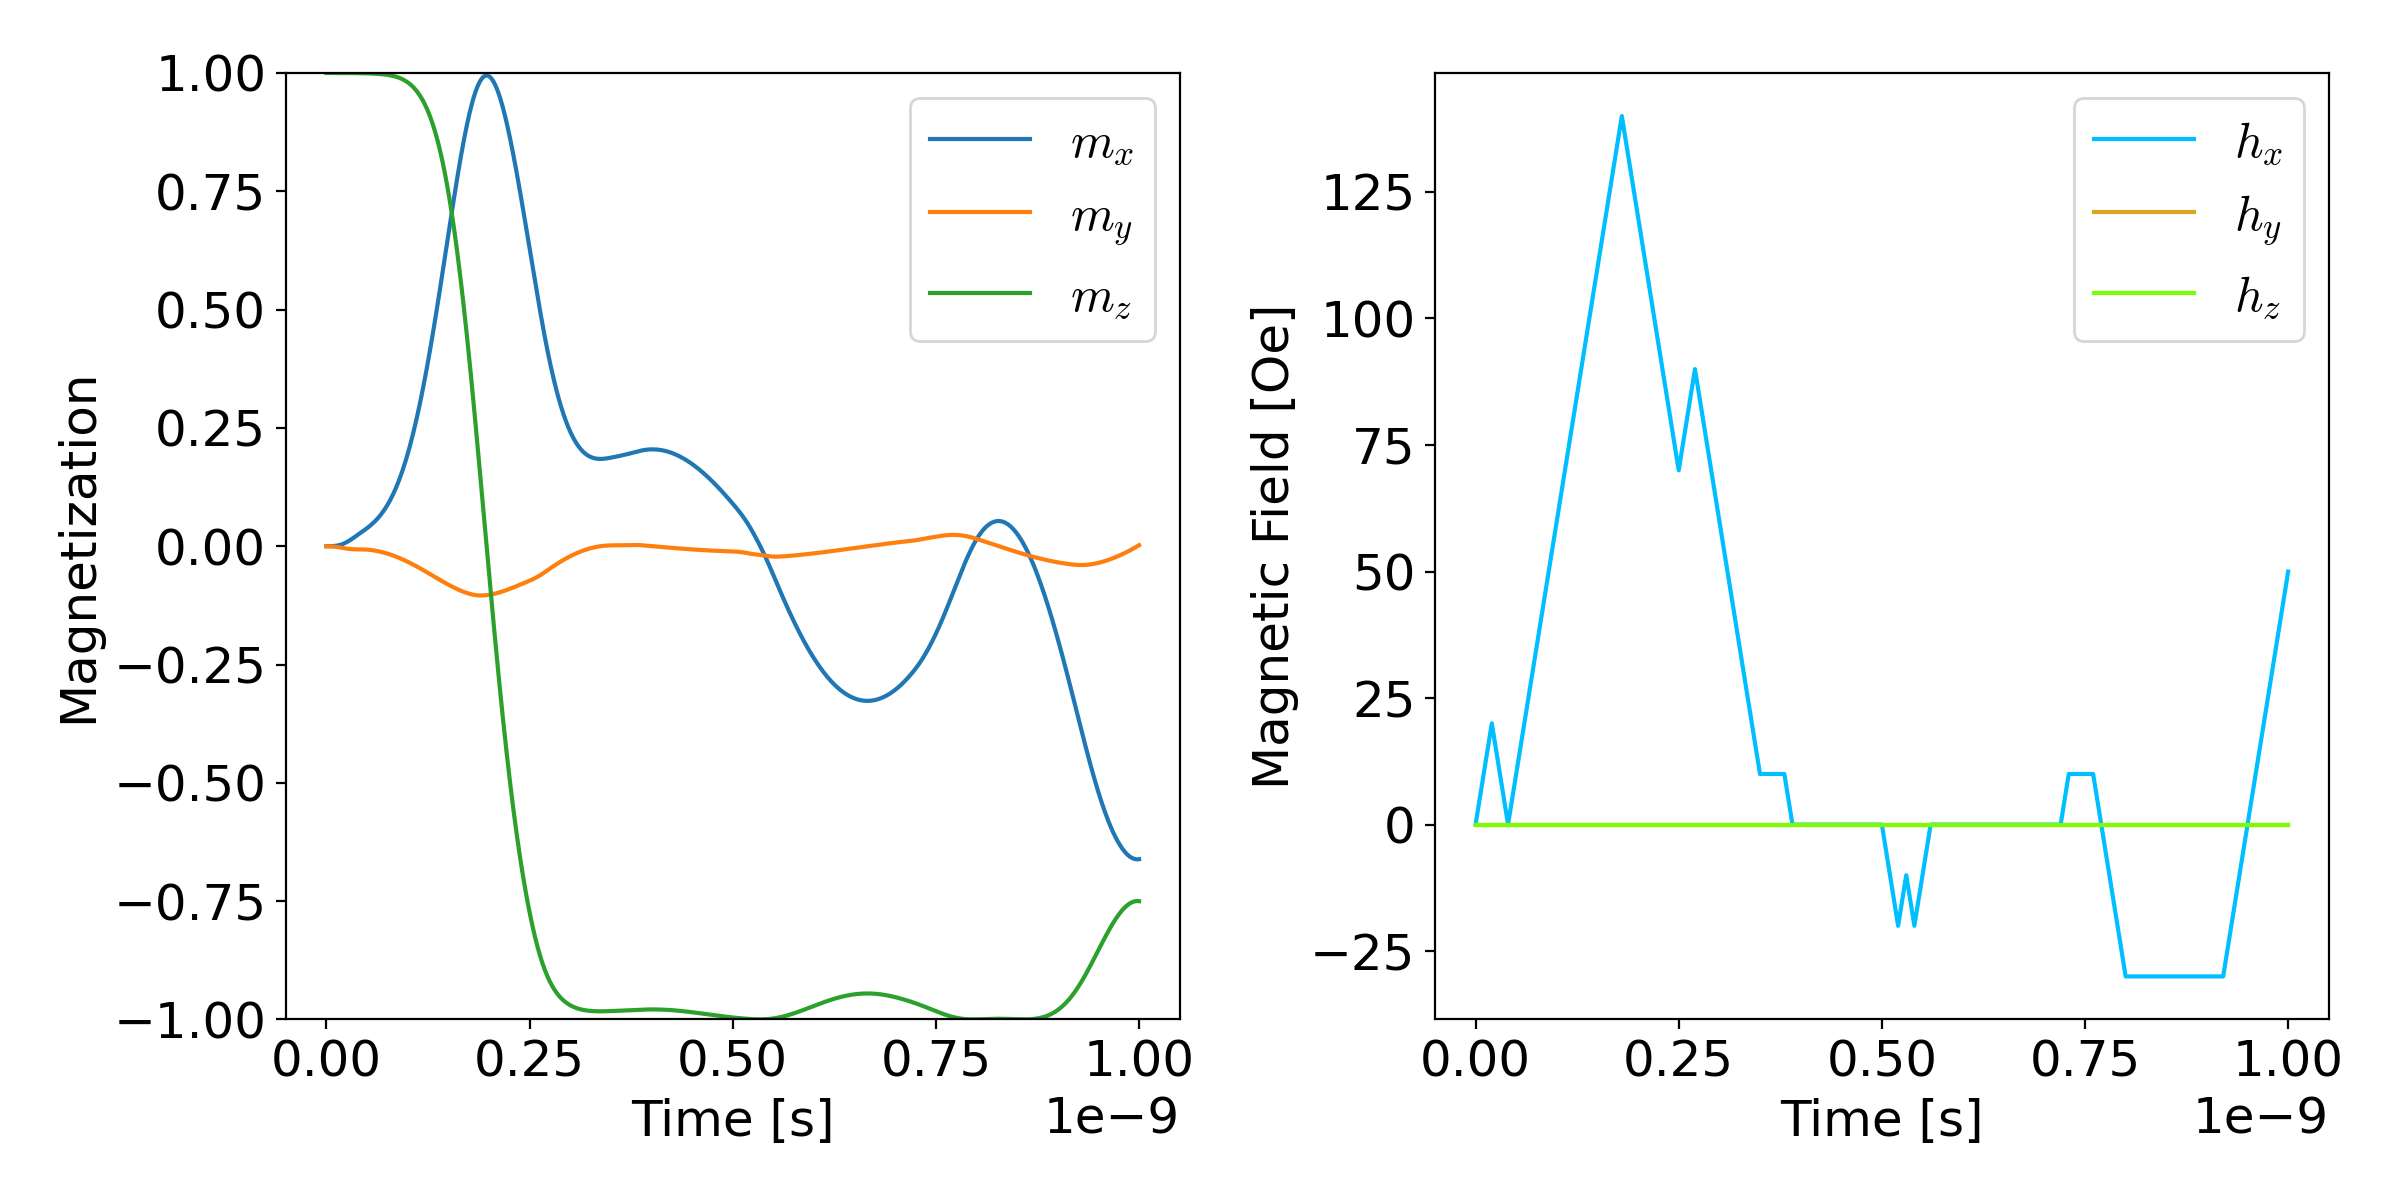 Magnetization
1.00
0.75
0.50
0.25
0.00
−0.25
−0.50
−0.75
−1.00
0.00 0.25 0.50 0.75 1.00
Time [s]
1e−9
m_x
m_y
m_z
Magnetic Field [Oe]
125
100
75
50
25
0
−25
0.00 0.25 0.50 0.75 1.00
Time [s]
1e−9
h_x
h_y
h_z